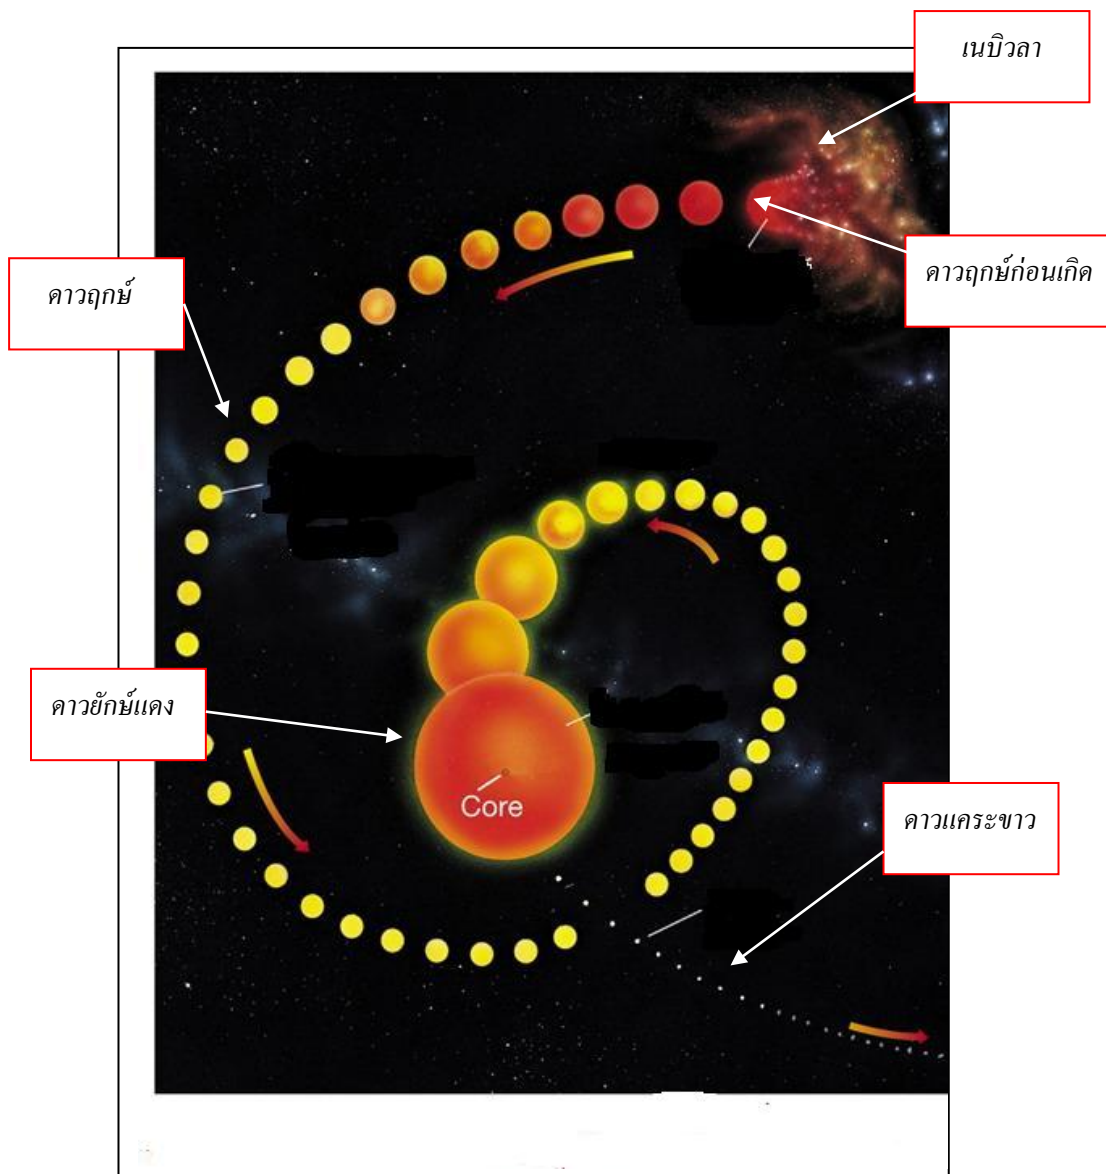 เนบิวลา
ดาวฤกษ์ก่อนเกิด
ดาวฤกษ์
ดาวยักษ์แดง
Core
ดาวแคระขาว